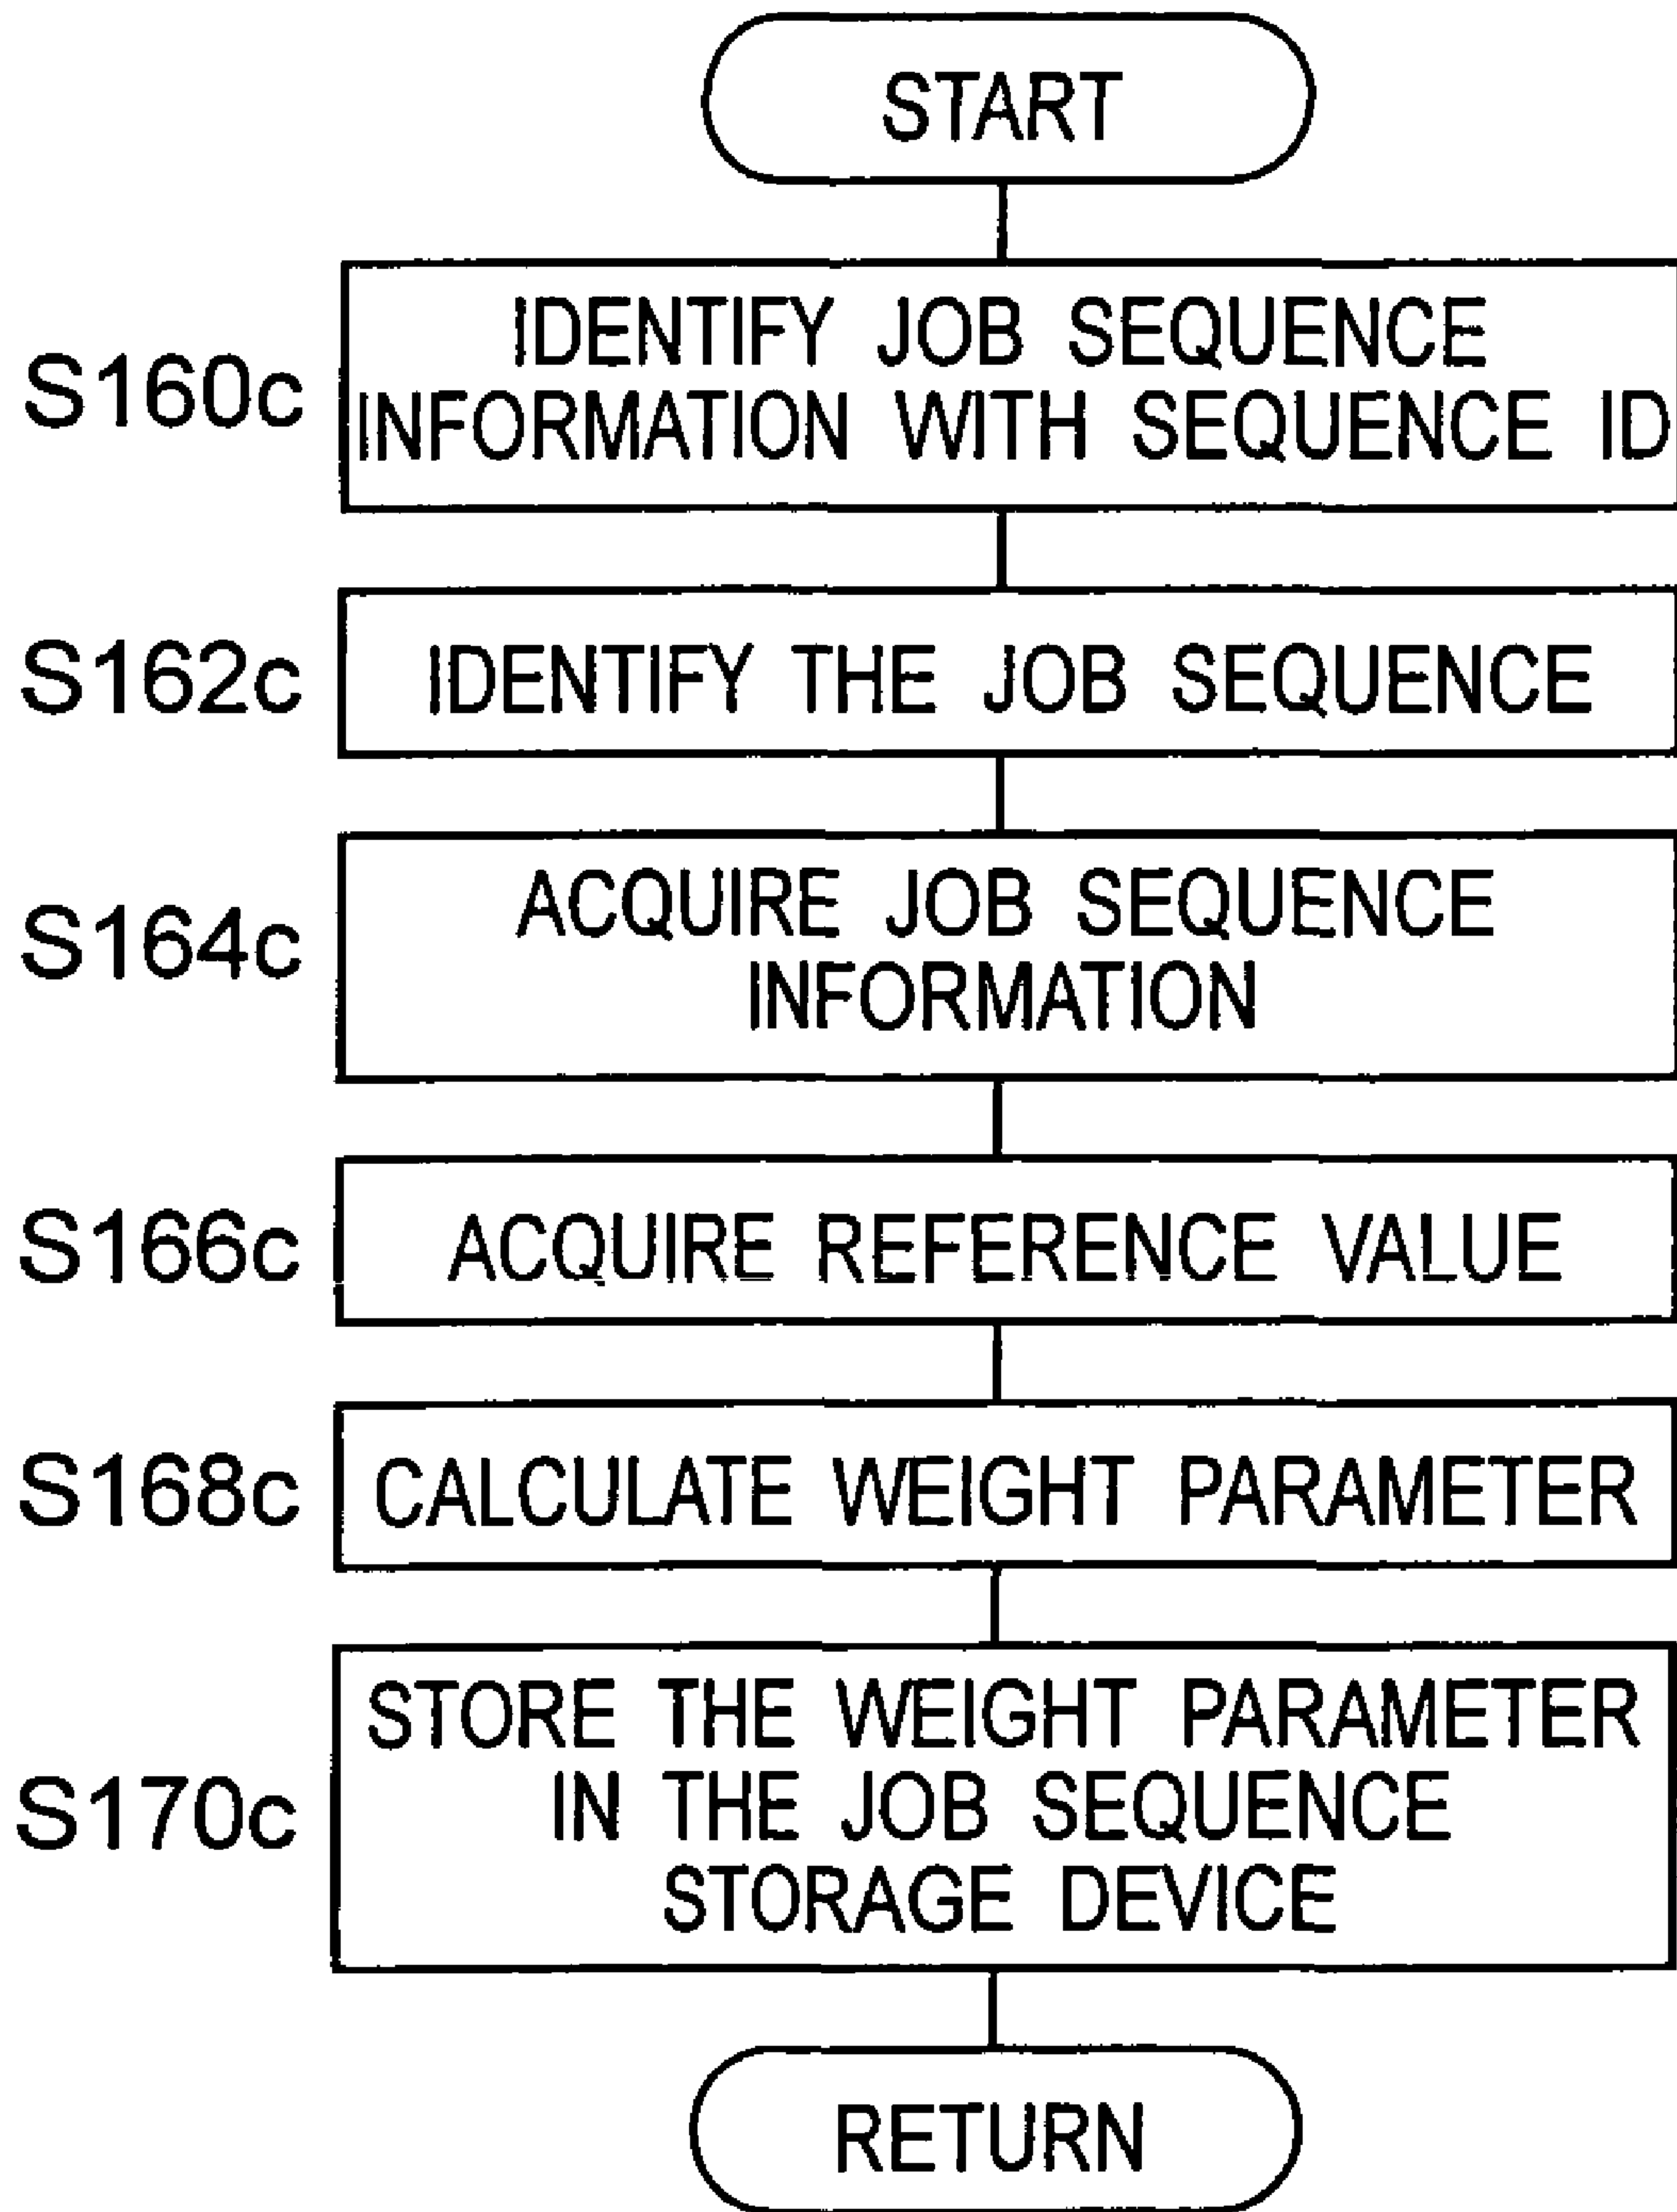 START
S160c
IDENTIFY JOB SEQUENCE
INFORMATION WITH SEQUENCE ID
S162c
IDENTIFY THE JOB SEQUENCE
S164c
ACQUIRE JOB SEQUENCE
INFORMATION
S166c
ACQUIRE REFERENCE VALUE
S168c
CALCULATE WEIGHT PARAMETER
S170c
STORE THE WEIGHT PARAMETER
IN THE JOB SEQUENCE
STORAGE DEVICE
RETURN